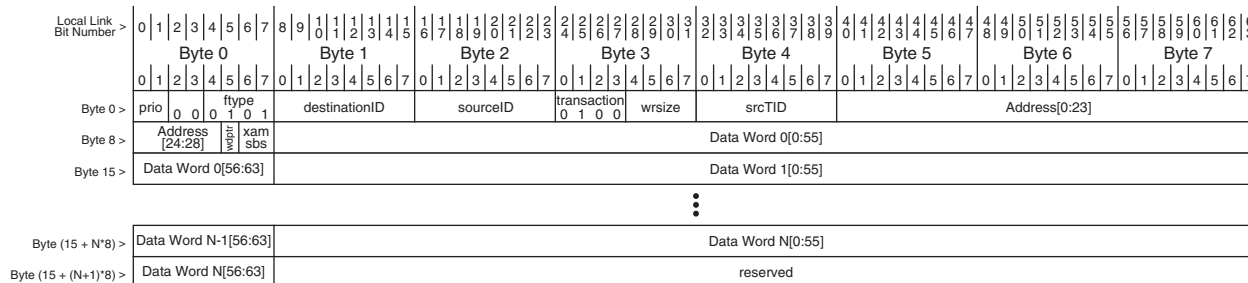 Local Link
Bit Number > 0 1 2 3 4 5 6 7 8 9 10 11 12 13 14 15 16 17 18 19 20 21 22 23 24 25 26 27 28 29 30 31 32 33 34 35 36 37 38 39 40 41 42 43 44 45 46 47 48 49 50 51 52 53 54 55 56 57 58 59 60 61 62
Byte 0 Byte 1 Byte 2 Byte 3 Byte 4 Byte 5 Byte 6 Byte 7
0 1 2 3 4 5 6 7 0 1 2 3 4 5 6 7 0 1 2 3 4 5 6 7 0 1 2 3 4 5 6 7 0 1 2 3 4 5 6 7 0 1 2 3 4 5 6 7 0 1 2 3 4 5 6 7 0 1 2 3 4 5 6
Byte 0 > prio 0 0 ftype 0 1 0 1 destinationID sourceID transaction 0 1 0 0 wrsize srcTID Address[0:23]
Byte 8 > Address [24:28] wdptr xam sbs Data Word 0[0:55]
Byte 15 > Data Word 0[56:63] Data Word 1[0:55]
Byte (15 + N*8) > Data Word N-1[56:63] Data Word N[0:55]
Byte (15 + (N+1)*8) > Data Word N[56:63] reserved